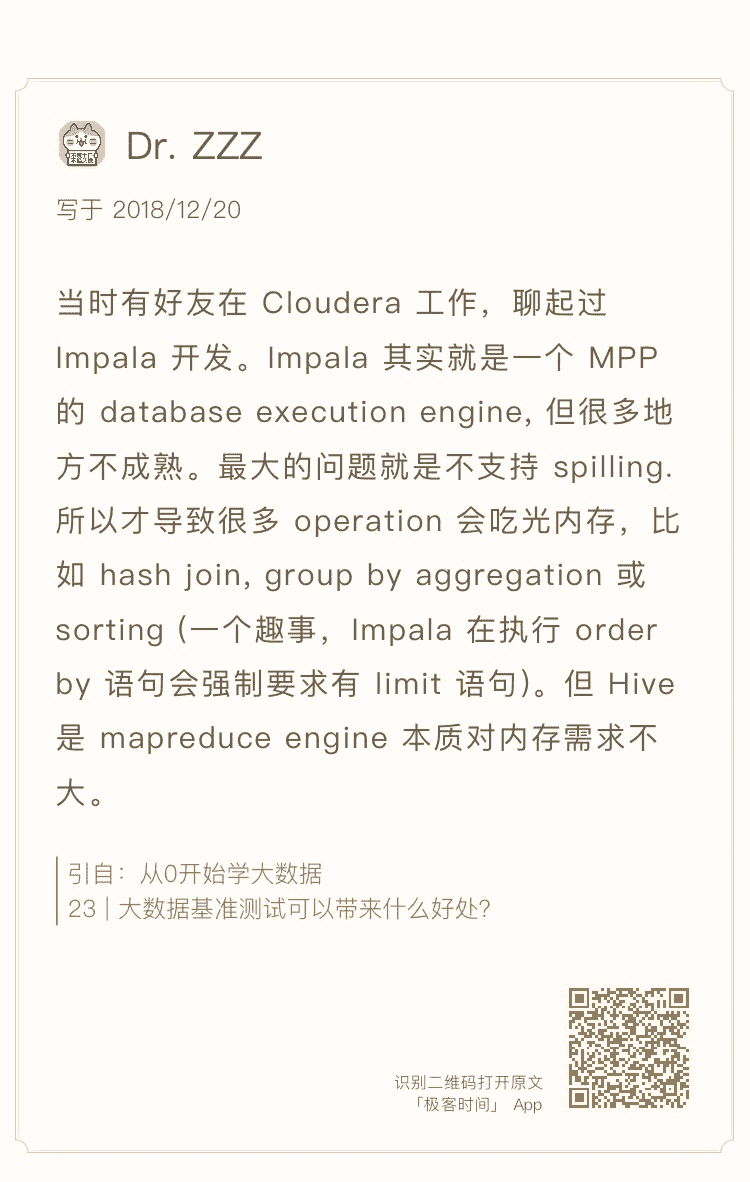 Dr. ZZZ
写于 2018/12/20
当时有好友在 Cloudera 工作，聊起过
Impala 开发。Impala 其实就是一个 MPP
的 database execution engine, 但很多地
方不成熟。最大的问题就是不支持 spilling.
所以才导致很多 operation 会吃光内存，比
如 hash join, group by aggregation 或
sorting (一个趣事，Impala 在执行 order
by 语句会强制要求有 limit 语句)。但 Hive
是 mapreduce engine 本质对内存需求不
大。
引自：从0开始学大数据
23 | 大数据基准测试可以带来什么好处?
识别二维码打开原文
「极客时间」 App